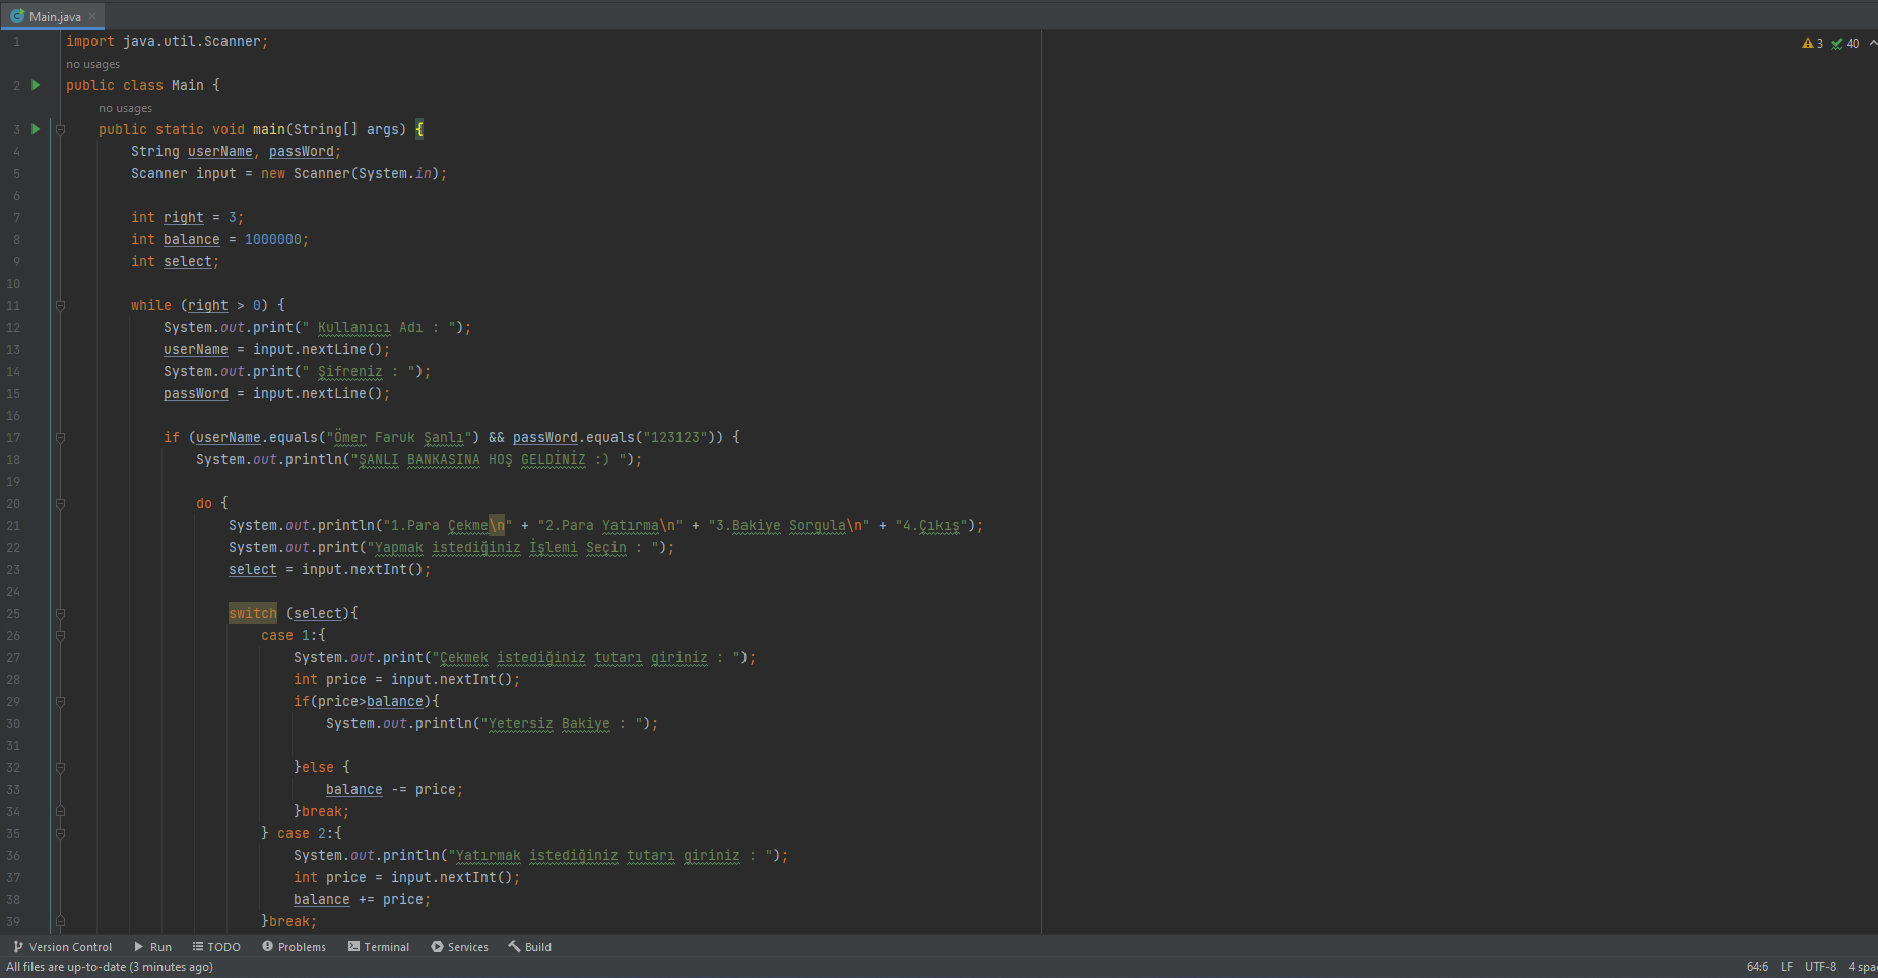 Main.java
3 40
1 import java.util.Scanner;
no usages
2 public class Main {
no usages
3 public static void main(String[] args) {
4 String userName, passWord;
5 Scanner input = new Scanner(System.in);
6
7 int right = 3;
8 int balance = 1000000;
9 int select;
10
11 while (right > 0) {
12 System.out.print(" Kullanıcı Adı : ");
13 userName = input.nextLine();
14 System.out.print(" Şifreniz : ");
15 passWord = input.nextLine();
16
17 if (userName.equals("Ömer Faruk Şanlı") && passWord.equals("123123")) {
18 System.out.println("ŞANLI BANKASINA HOŞ GELDİNİZ :) ");
19
20 do {
21 System.out.println("1.Para Çekme\n" + "2.Para Yatırma\n" + "3.Bakiye Sorgula\n" + "4.Çıkış");
22 System.out.print("Yapmak istediğiniz İşlemi Seçin : ");
23 select = input.nextInt();
24
25 switch (select){
26 case 1:{
27 System.out.print("Çekmek istediğiniz tutarı giriniz : ");
28 int price = input.nextInt();
29 if(price>balance){
30 System.out.println("Yetersiz Bakiye : ");
31
32 }else {
33 balance -= price;
34 }break;
35 } case 2:{
36 System.out.println("Yatırmak istediğiniz tutarı giriniz : ");
37 int price = input.nextInt();
38 balance += price;
39 }break;
Version Control Run TODO Problems Terminal Services Build
All files are up-to-date (3 minutes ago) 64:6 LF UTF-8 4 spa